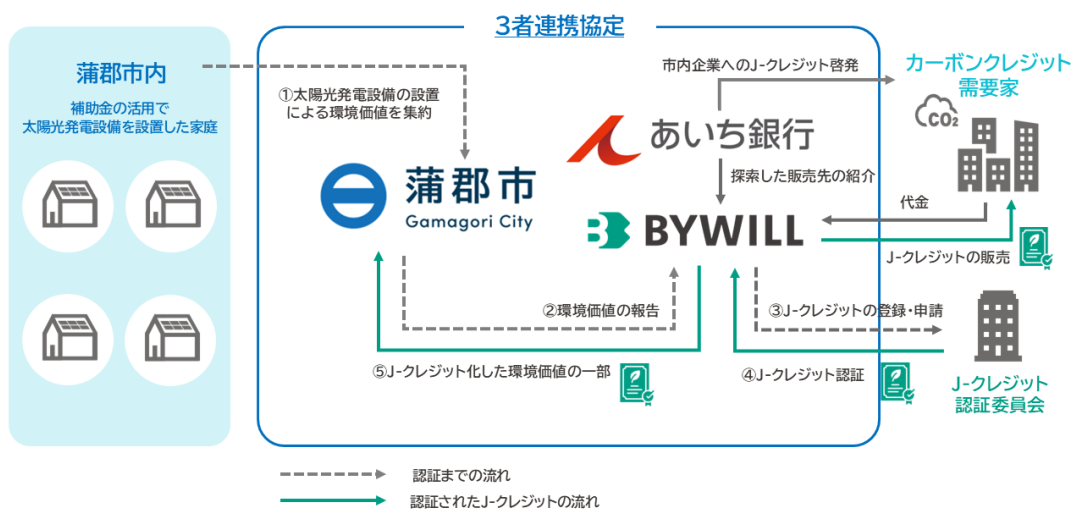 3者連携協定
蒲郡市内
補助金の活用で
太陽光発電設備を設置した家庭
①太陽光発電設備の設置
による環境価値を集約
蒲郡市
Gamagori City
市内企業へのJ-クレジット啓発
あいち銀行
探索した販売先の紹介
BYWILL
カーボンクレジット
需要家
CO2
代金
J-クレジットの販売
②環境価値の報告
③J-クレジットの登録・申請
⑤J-クレジット化した環境価値の一部
④J-クレジット認証
J-クレジット
認証委員会
認証までの流れ
認証されたJ-クレジットの流れ